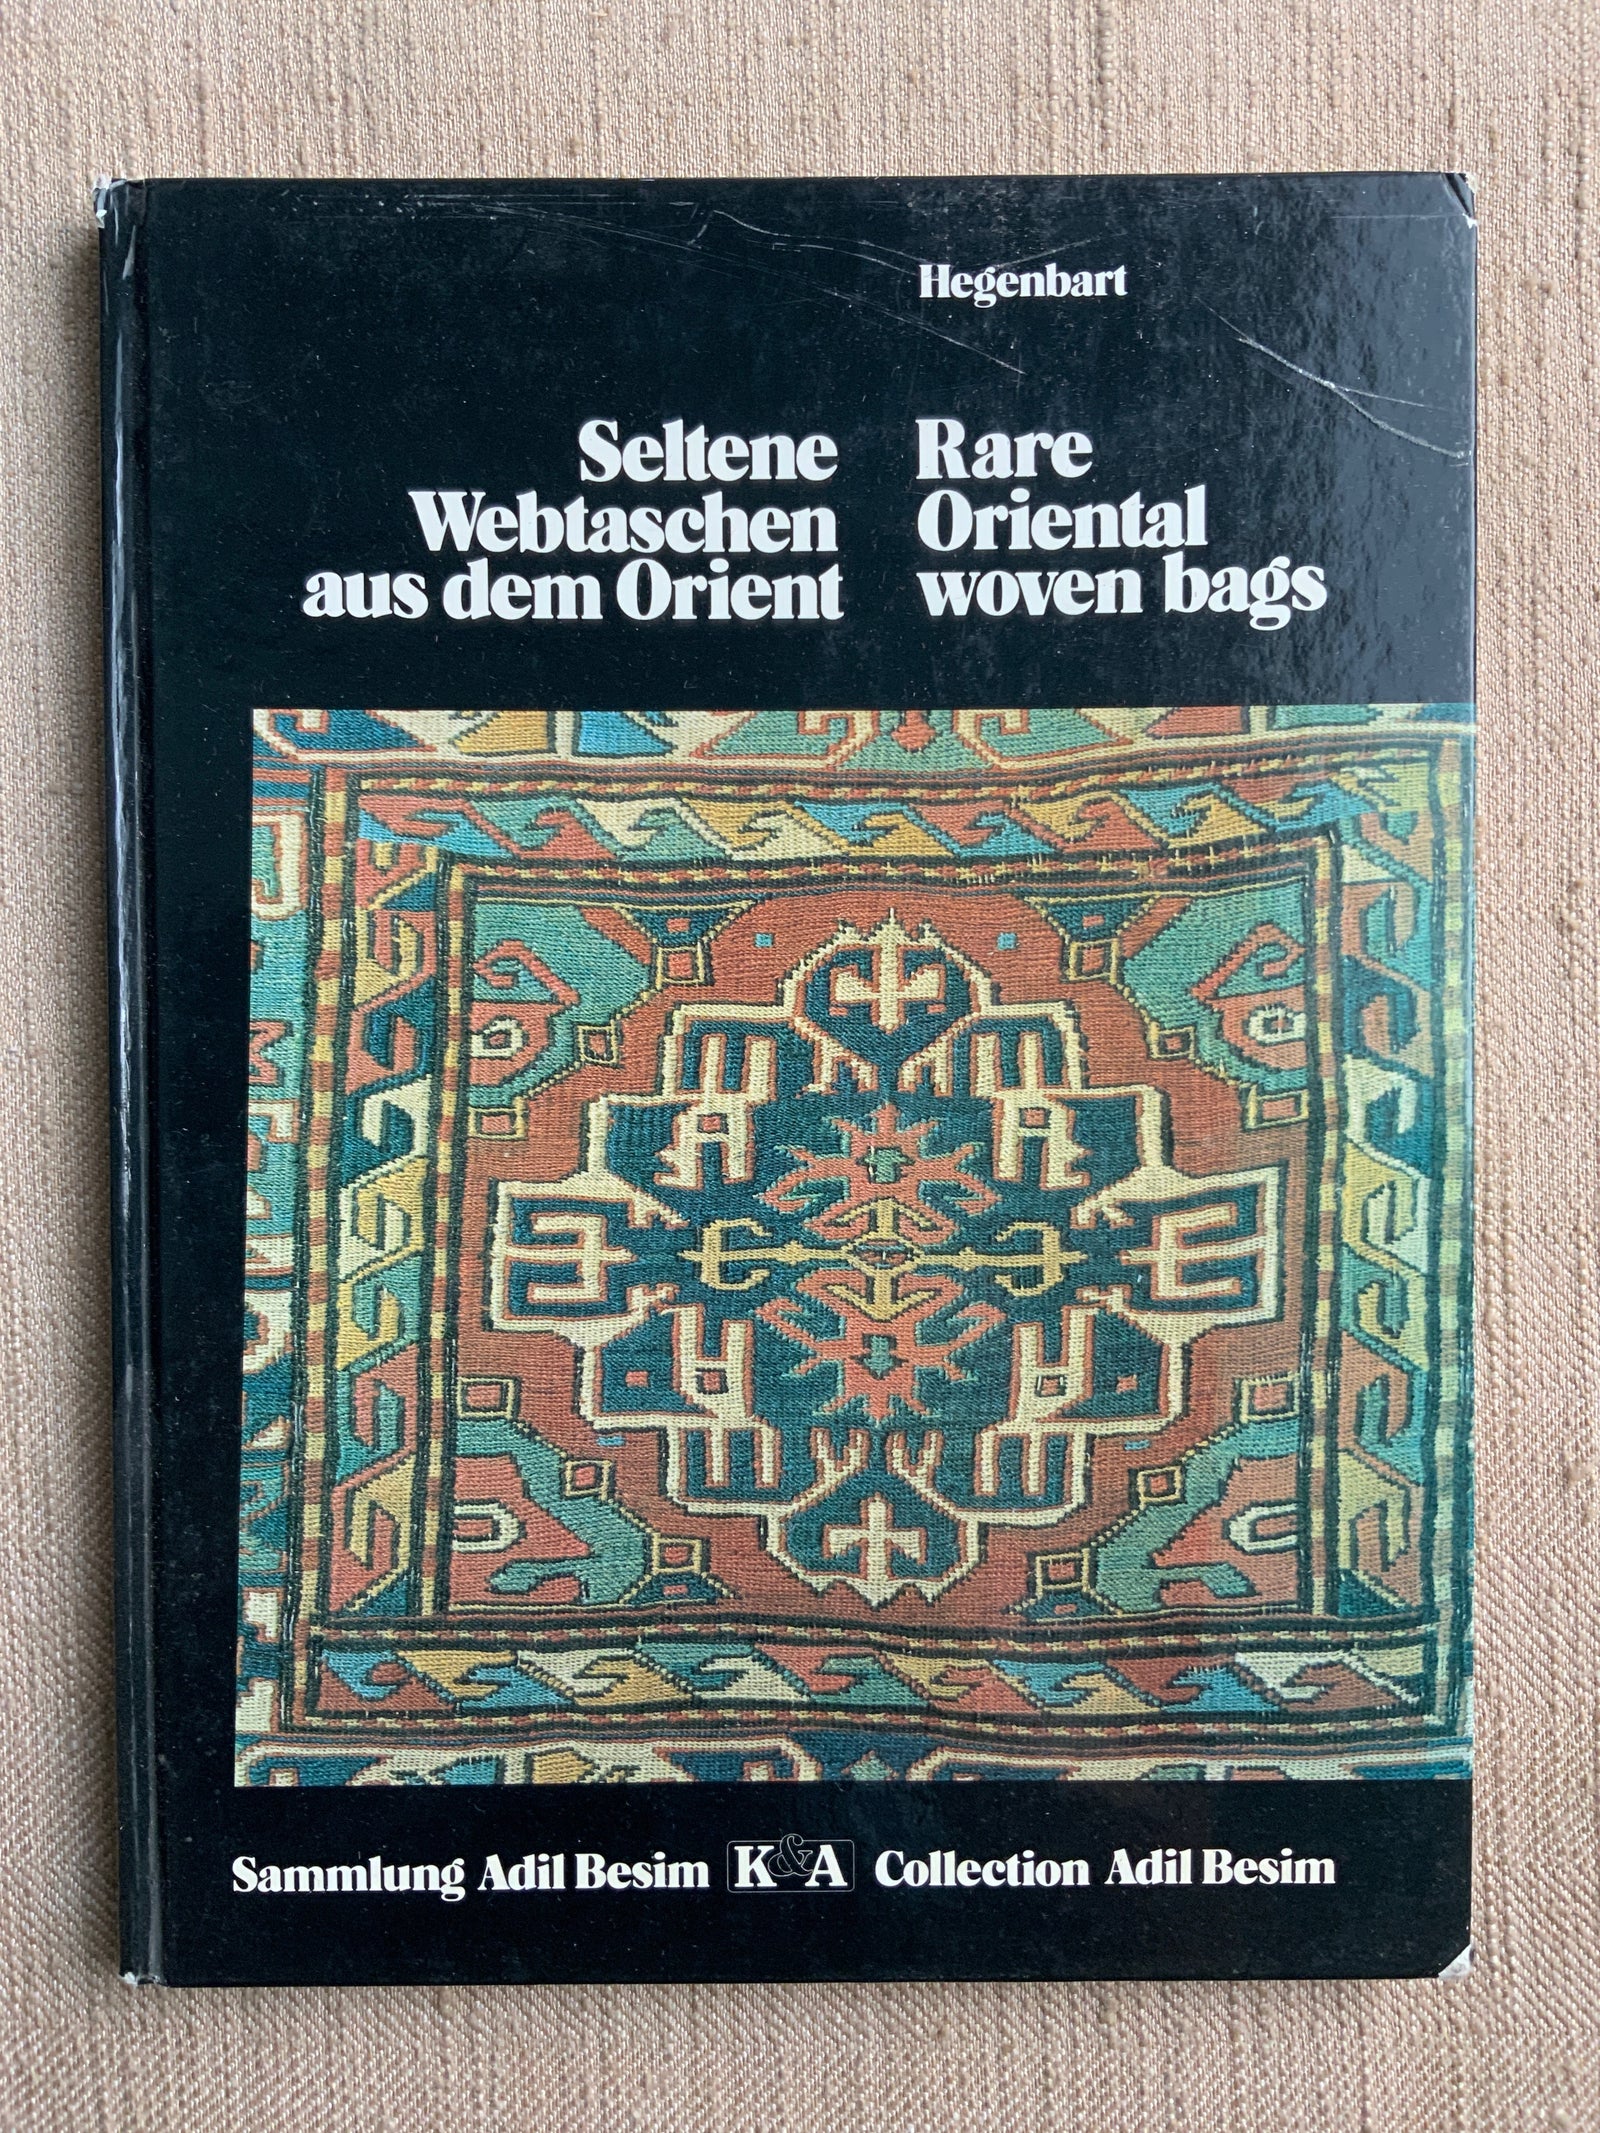 Hegenbart
Seltene
Webtaschen
aus dem Orient
Rare
Oriental
woven bags
Sammlung Adil Besim K&A Collection Adil Besim